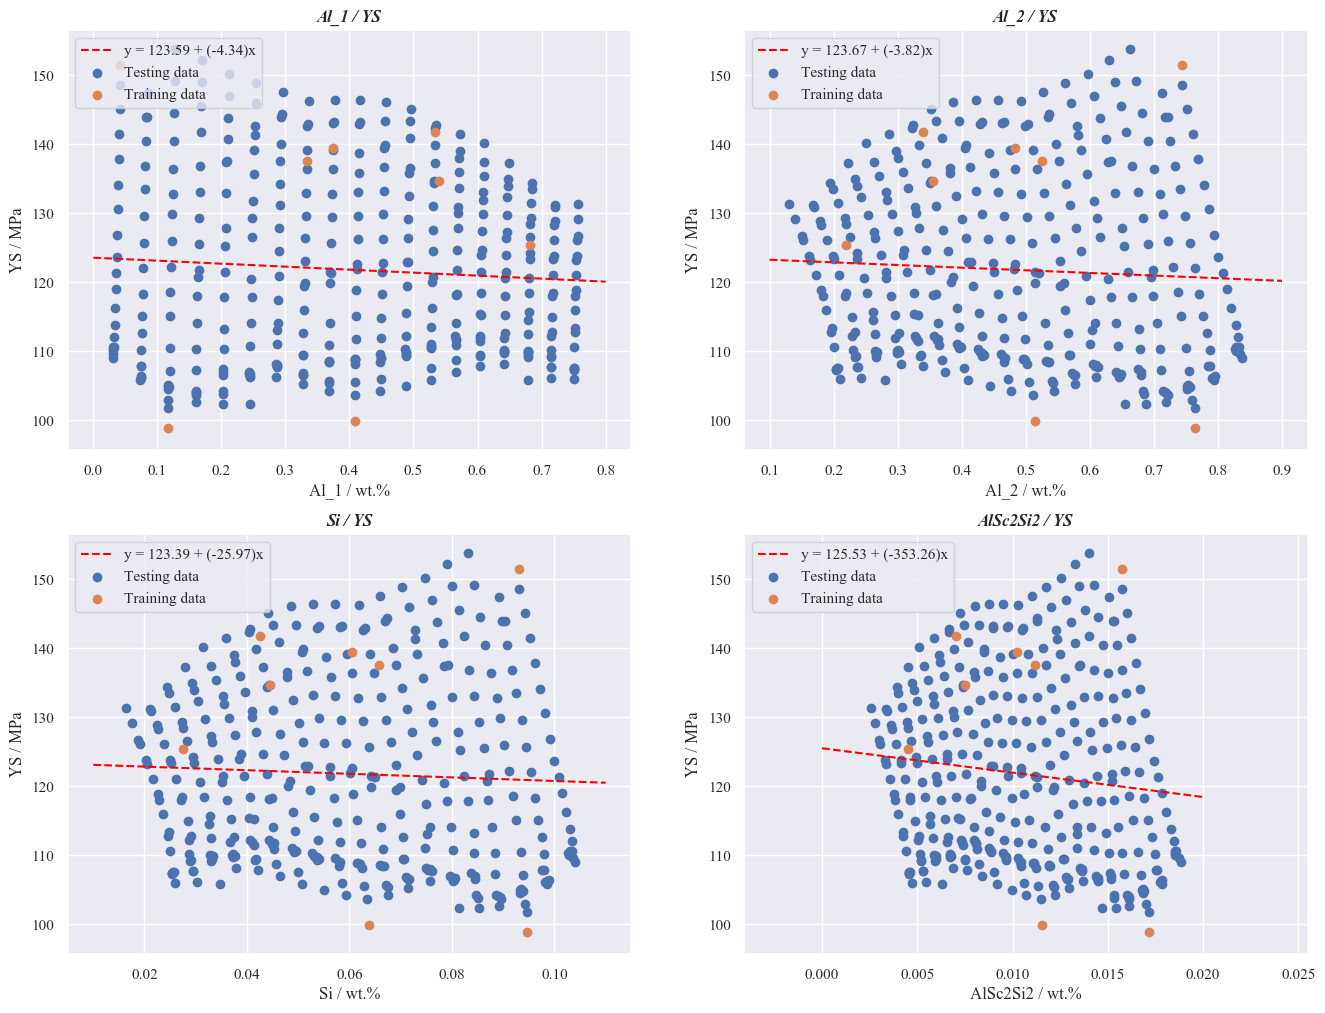 Al_1 / YS
y = 123.59 + (-4.34)x
Testing data
Training data
150
140
130
120
110
100
YS / MPa
0.0 0.1 0.2 0.3 0.4 0.5 0.6 0.7 0.8
Al_1 / wt.%
Al_2 / YS
y = 123.67 + (-3.82)x
Testing data
Training data
150
140
130
120
110
100
YS / MPa
0.1 0.2 0.3 0.4 0.5 0.6 0.7 0.8 0.9
Al_2 / wt.%
Si / YS
y = 123.39 + (-25.97)x
Testing data
Training data
150
140
130
120
110
100
YS / MPa
0.02 0.04 0.06 0.08 0.10
Si / wt.%
AlSc2Si2 / YS
y = 125.53 + (-353.26)x
Testing data
Training data
150
140
130
120
110
100
YS / MPa
0.000 0.005 0.010 0.015 0.020 0.025
AlSc2Si2 / wt.%